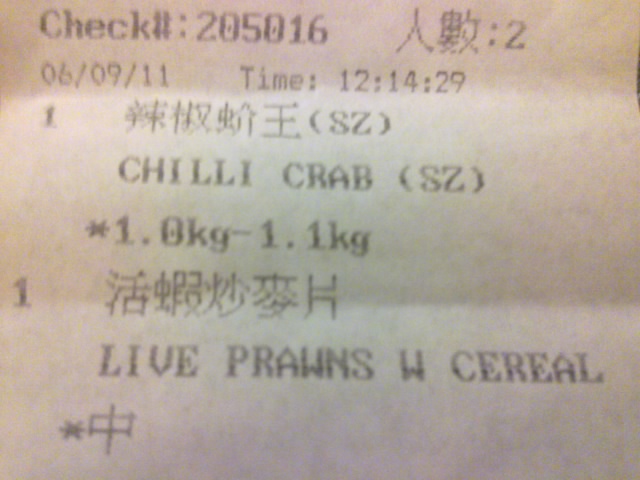 Check#:205016 人數:2
06/09/11 Time: 12:14:29
1 辣椒蚧王(SZ)
CHILLI CRAB (SZ)
*1.0kg-1.1kg
1 活蝦炒麥片
LIVE PRAWNS W CEREAL
*中